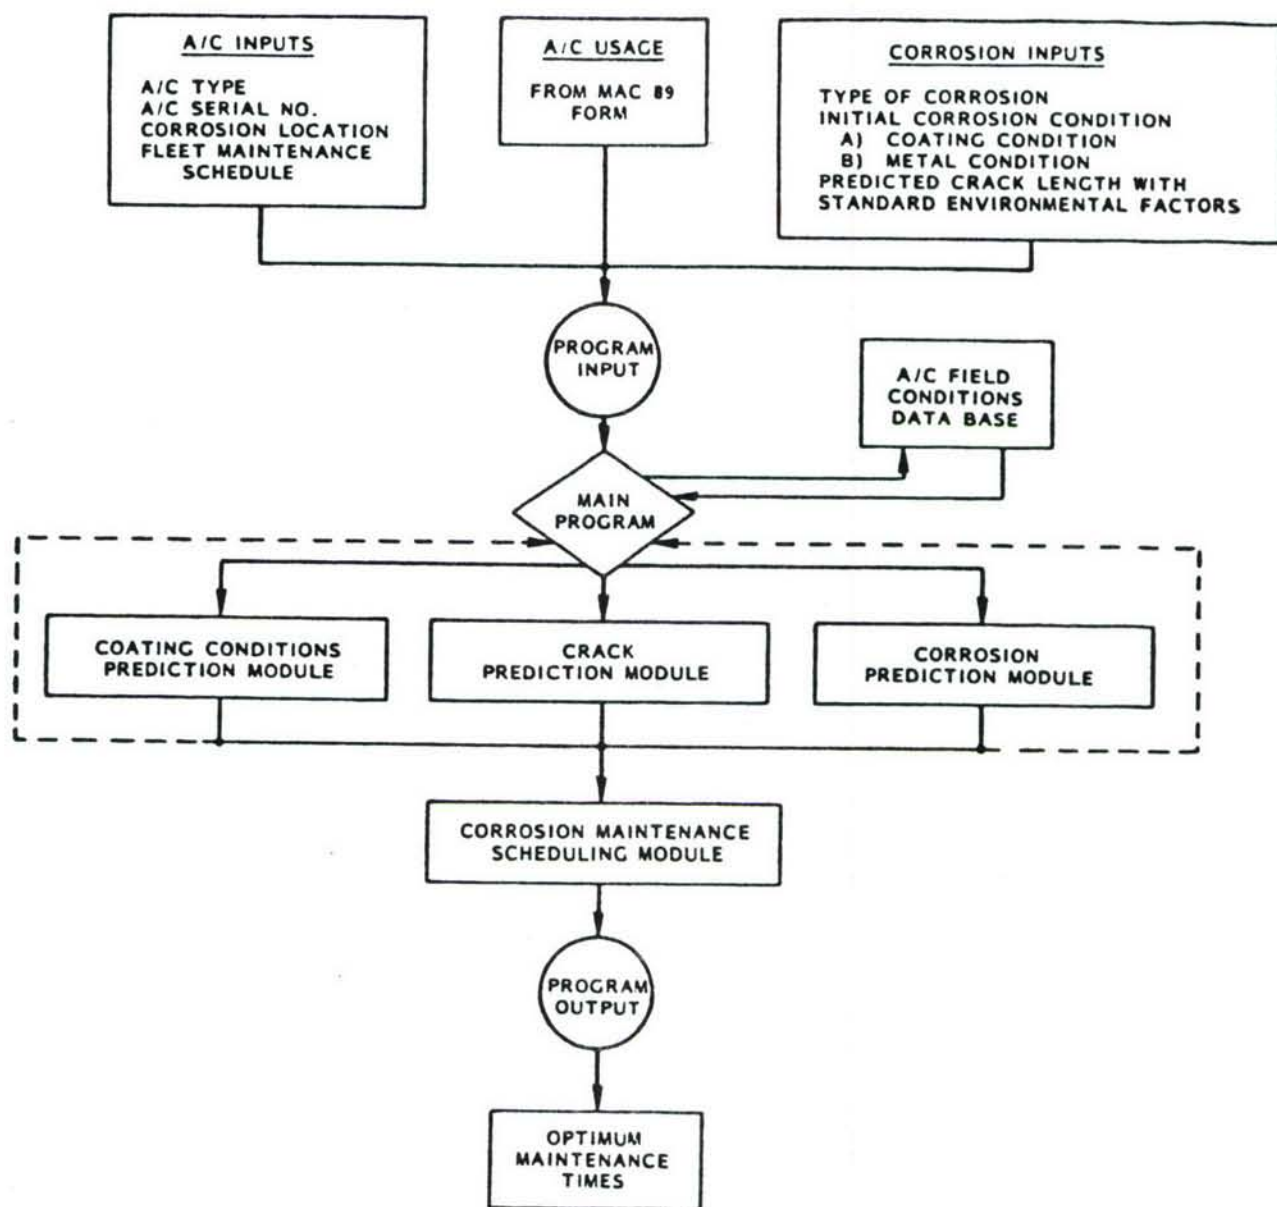 A/C INPUTS
A/C TYPE
A/C SERIAL NO.
CORROSION LOCATION
FLEET MAINTENANCE
SCHEDULE
A/C USAGE
FROM MAC 89
FORM
CORROSION INPUTS
TYPE OF CORROSION
INITIAL CORROSION CONDITION
A) COATING CONDITION
B) METAL CONDITION
PREDICTED CRACK LENGTH WITH
STANDARD ENVIRONMENTAL FACTORS
PROGRAM
INPUT
A/C FIELD
CONDITIONS
DATA BASE
MAIN
PROGRAM
COATING CONDITIONS
PREDICTION MODULE
CRACK
PREDICTION MODULE
CORROSION
PREDICTION MODULE
CORROSION MAINTENANCE
SCHEDULING MODULE
PROGRAM
OUTPUT
OPTIMUM
MAINTENANCE
TIMES